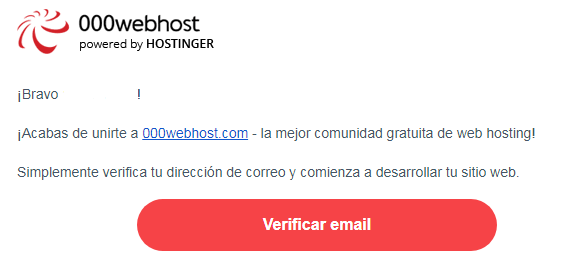 000webhost
powered by HOSTINGER
¡Bravo !
¡Acabas de unirte a 000webhost.com - la mejor comunidad gratuita de web hosting!
Simplemente verifica tu dirección de correo y comienza a desarrollar tu sitio web.
Verificar email